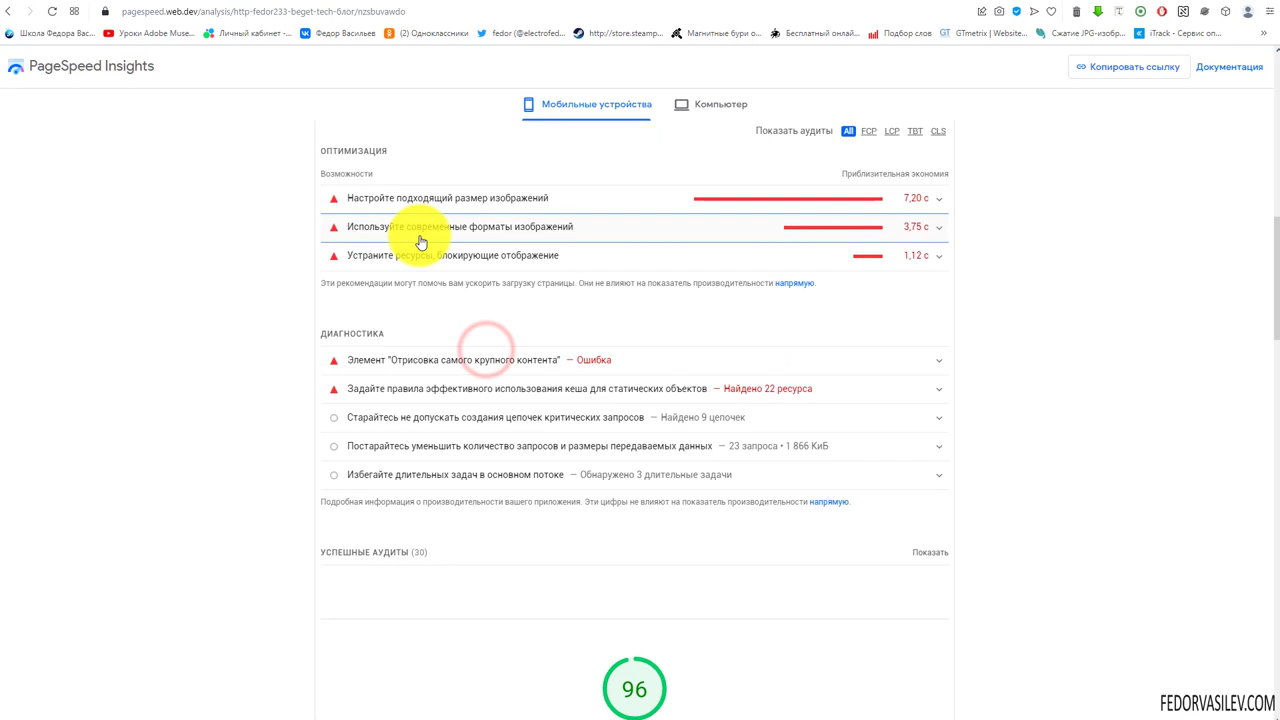 pagespeed.web.dev/analysis/http-fedor233-beget-tech-блог/nzsbuvawdo
Школа Федора Вас...
Уроки Adobe Muse...
Личный кабинет -...
Федор Васильев
(2) Одноклассники
fedor (@electrofed...
http://store.steamp...
Магнитные бури о...
Бесплатный онлай...
Подбор слов
GTmetrix | Website...
Сжатие JPG-изобр...
iTrack - Сервис оп...
PageSpeed Insights
Копировать ссылку
Документация
Мобильные устройства
Компьютер
Показать аудиты All FCP LCP TBT CLS
ОПТИМИЗАЦИЯ
Возможности Приблизительная экономия
Настройте подходящий размер изображений 7,20 с
Используйте современные форматы изображений 3,75 с
Устраните ресурсы, блокирующие отображение 1,12 с
Эти рекомендации могут помочь вам ускорить загрузку страницы. Они не влияют на показатель производительности напрямую.
ДИАГНОСТИКА
Элемент "Отрисовка самого крупного контента" — Ошибка
Задайте правила эффективного использования кеша для статических объектов — Найдено 22 ресурса
Старайтесь не допускать создания цепочек критических запросов — Найдено 9 цепочек
Постарайтесь уменьшить количество запросов и размеры передаваемых данных — 23 запроса • 1 866 КиБ
Избегайте длительных задач в основном потоке — Обнаружено 3 длительные задачи
Подробная информация о производительности вашего приложения. Эти цифры не влияют на показатель производительности напрямую.
УСПЕШНЫЕ АУДИТЫ (30) Показать
96
FEDORVASILEV.COM